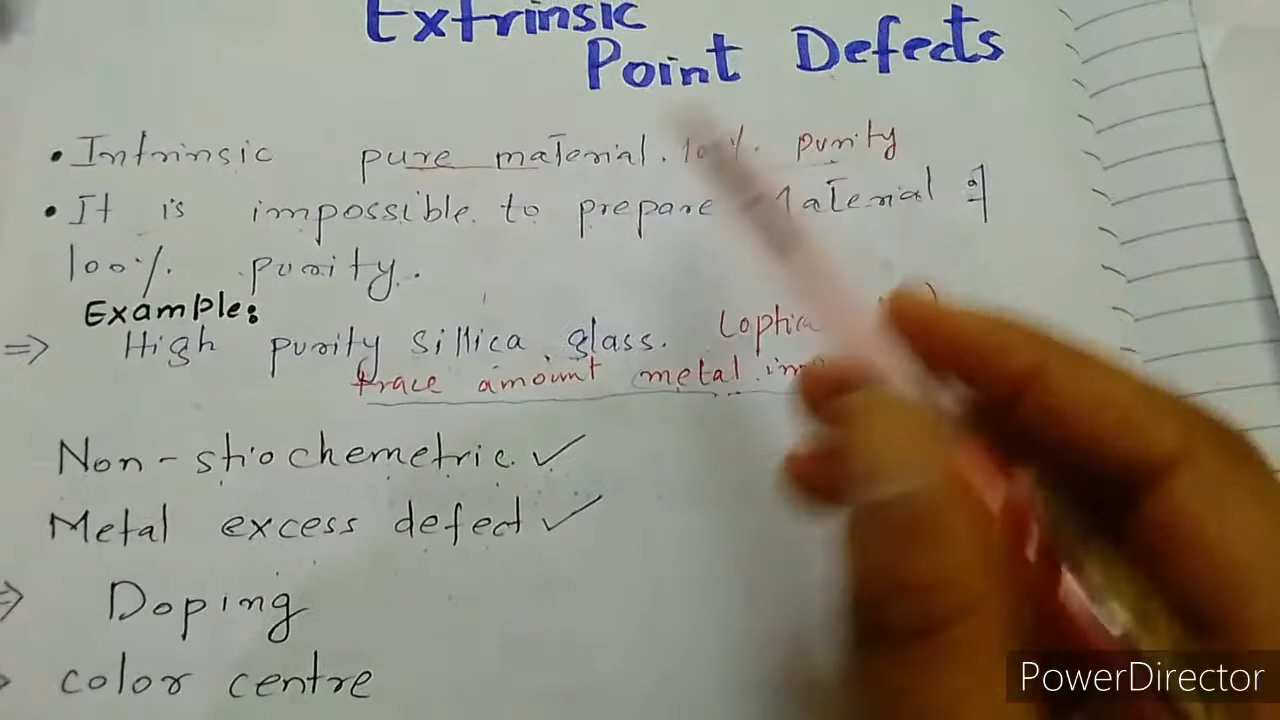 Extrinsic
Point Defects
• Intrinsic pure material. 100% purity
• It is impossible to prepare material of
100% purity.
Example:
⇒ High purity sillica glass.
trace amount metal
Non-stiochemetric. ✓
Metal excess defect ✓
⇒ Doping
color centre
PowerDirector